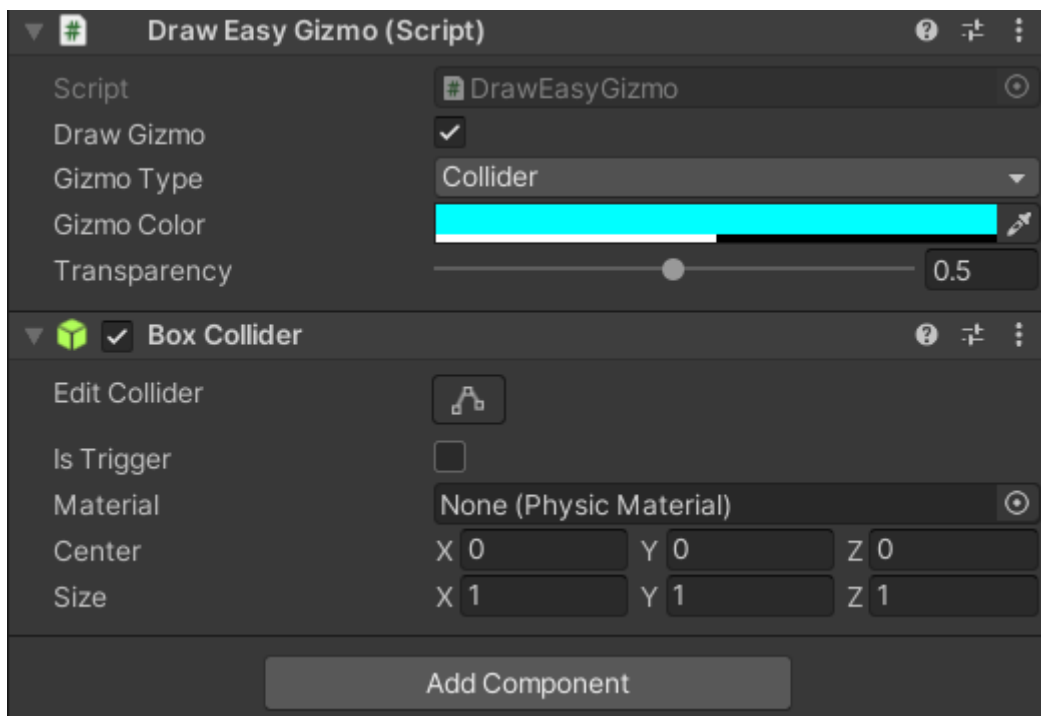 Draw Easy Gizmo (Script)
Script # DrawEasyGizmo
Draw Gizmo
Gizmo Type Collider
Gizmo Color
Transparency 0.5
Box Collider
Edit Collider
Is Trigger
Material None (Physic Material)
Center X 0 Y 0 Z 0
Size X 1 Y 1 Z 1
Add Component